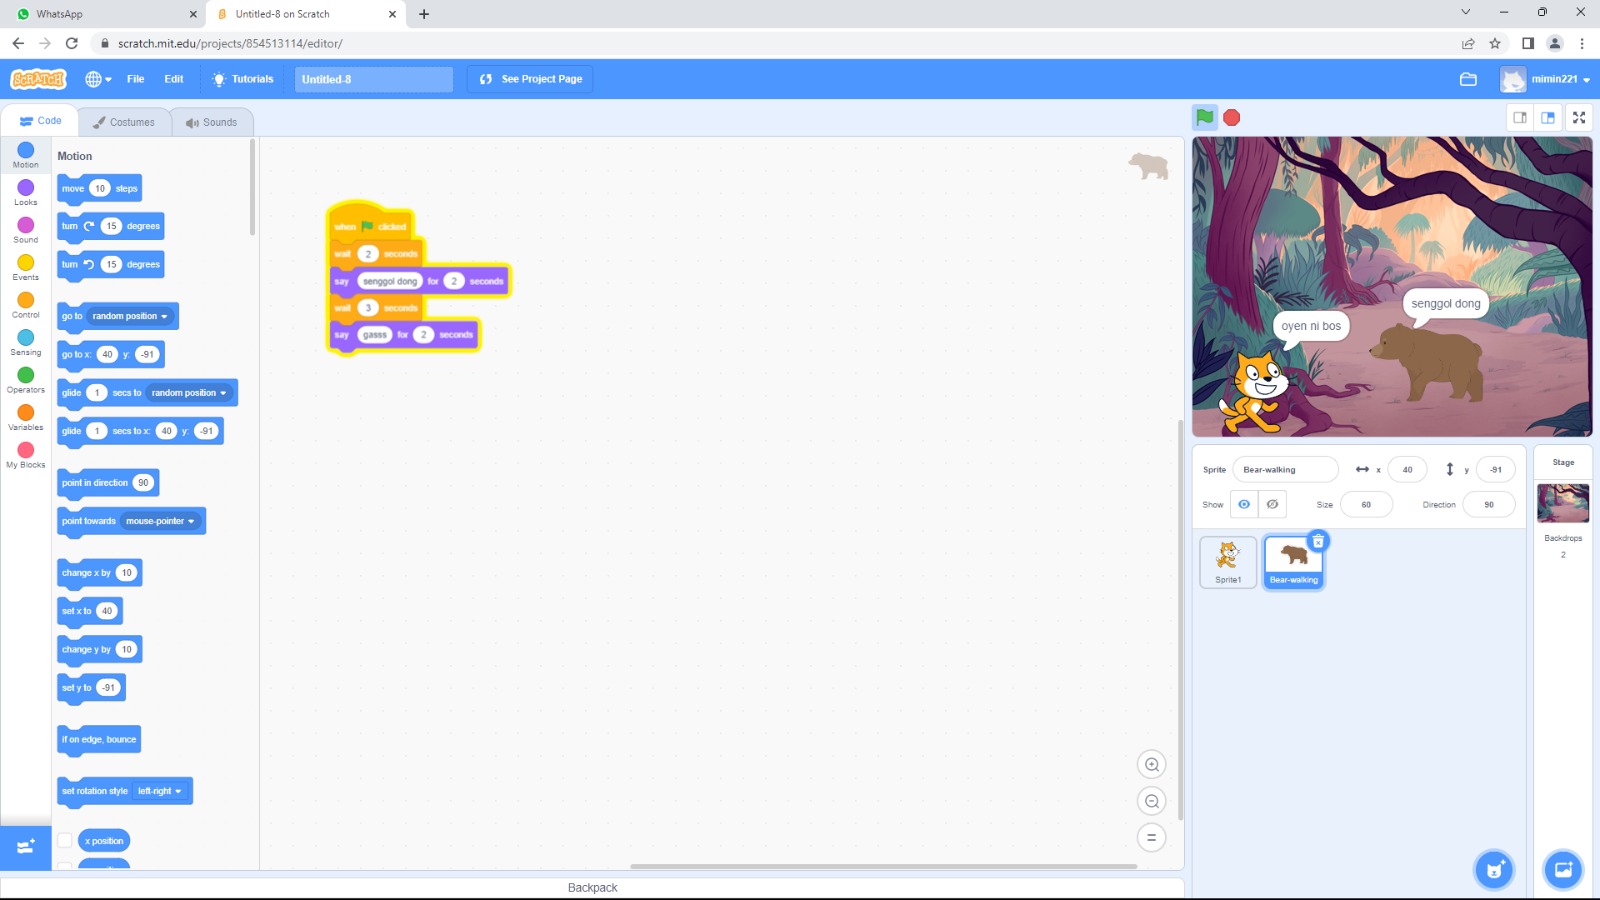 WhatsApp
Untitled-8 on Scratch
scratch.mit.edu/projects/854513114/editor/
SCRATCH
File
Edit
Tutorials
Untitled-8
See Project Page
mimin221
Code
Costumes
Sounds
Motion
Looks
Sound
Events
Control
Sensing
Operators
Variables
My Blocks
Motion
move 10 steps
turn 15 degrees
turn 15 degrees
go to random position
go to x: 40 y: -91
glide 1 secs to random position
glide 1 secs to x: 40 y: -91
point in direction 90
point towards mouse-pointer
change x by 10
set x to 40
change y by 10
set y to -91
if on edge, bounce
set rotation style left-right
x position
when clicked
wait 2 seconds
say senggol dong for 2 seconds
wait 3 seconds
say gasss for 2 seconds
senggol dong
oyen ni bos
Sprite Bear-walking x 40 y -91
Show Size 60 Direction 90
Sprite1
Bear-walking
Stage
Backdrops
2
Backpack